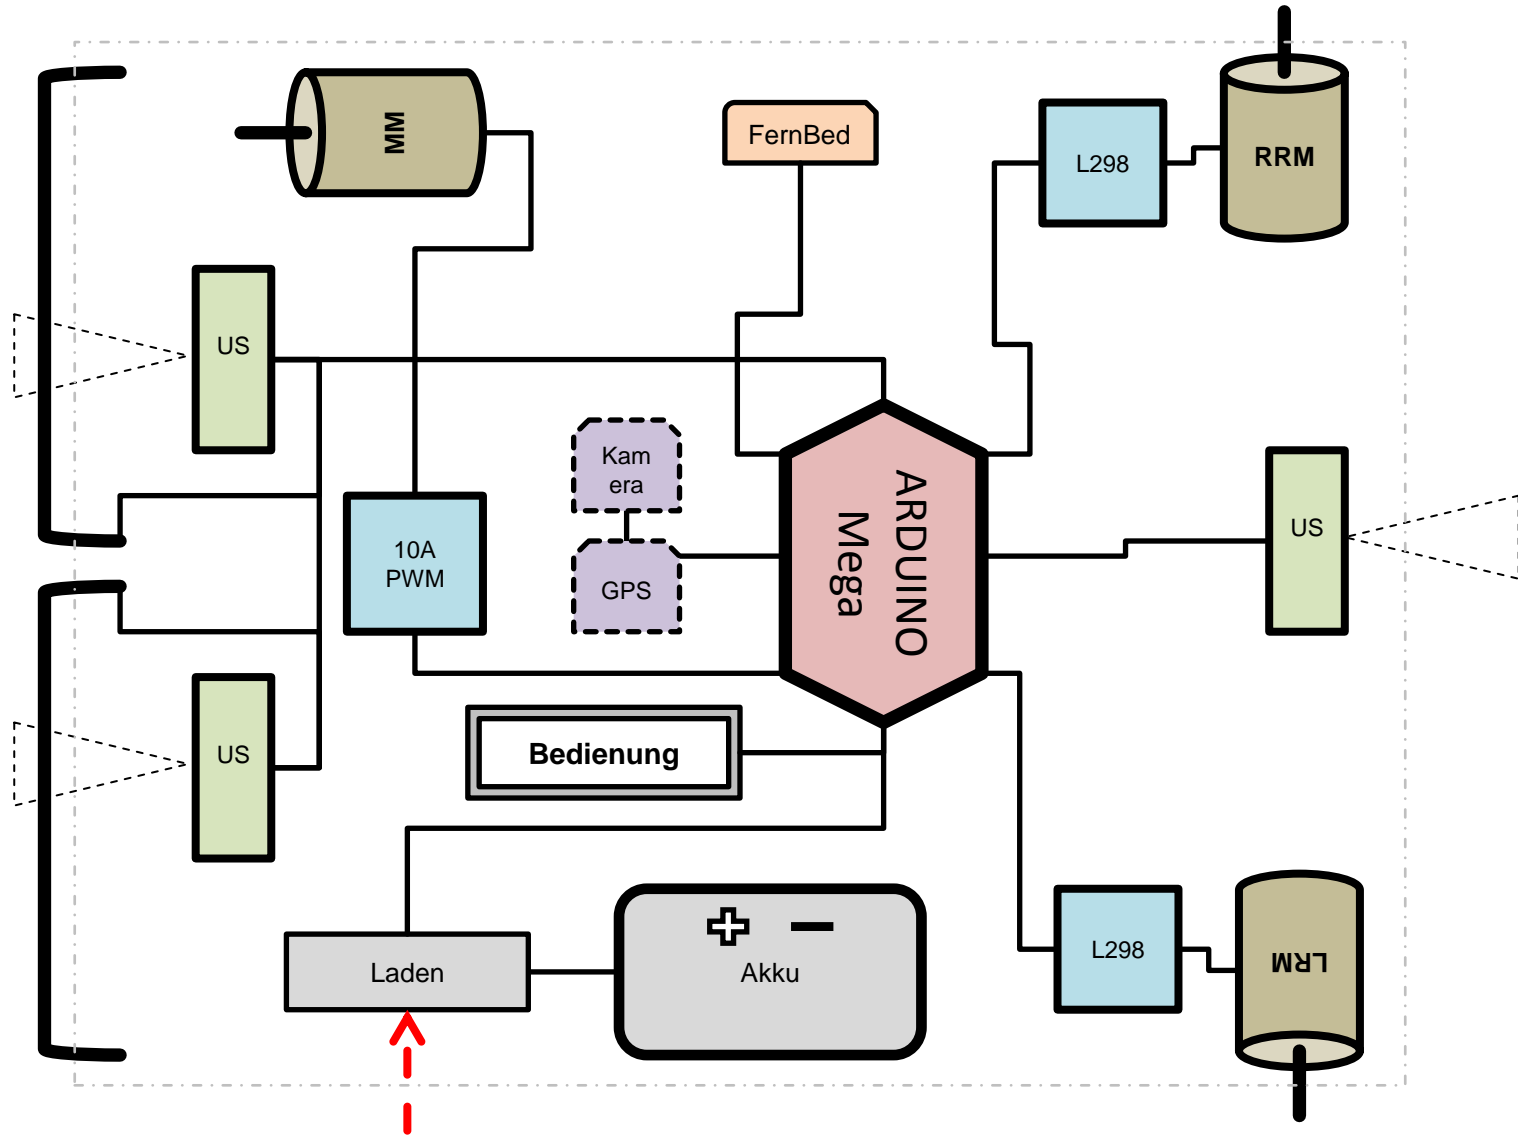 MM
FernBed
L298
RRM
US
Kam
era
ARDUINO
Mega
US
10A
PWM
GPS
US
Bedienung
L298
LRM
Laden
Akku